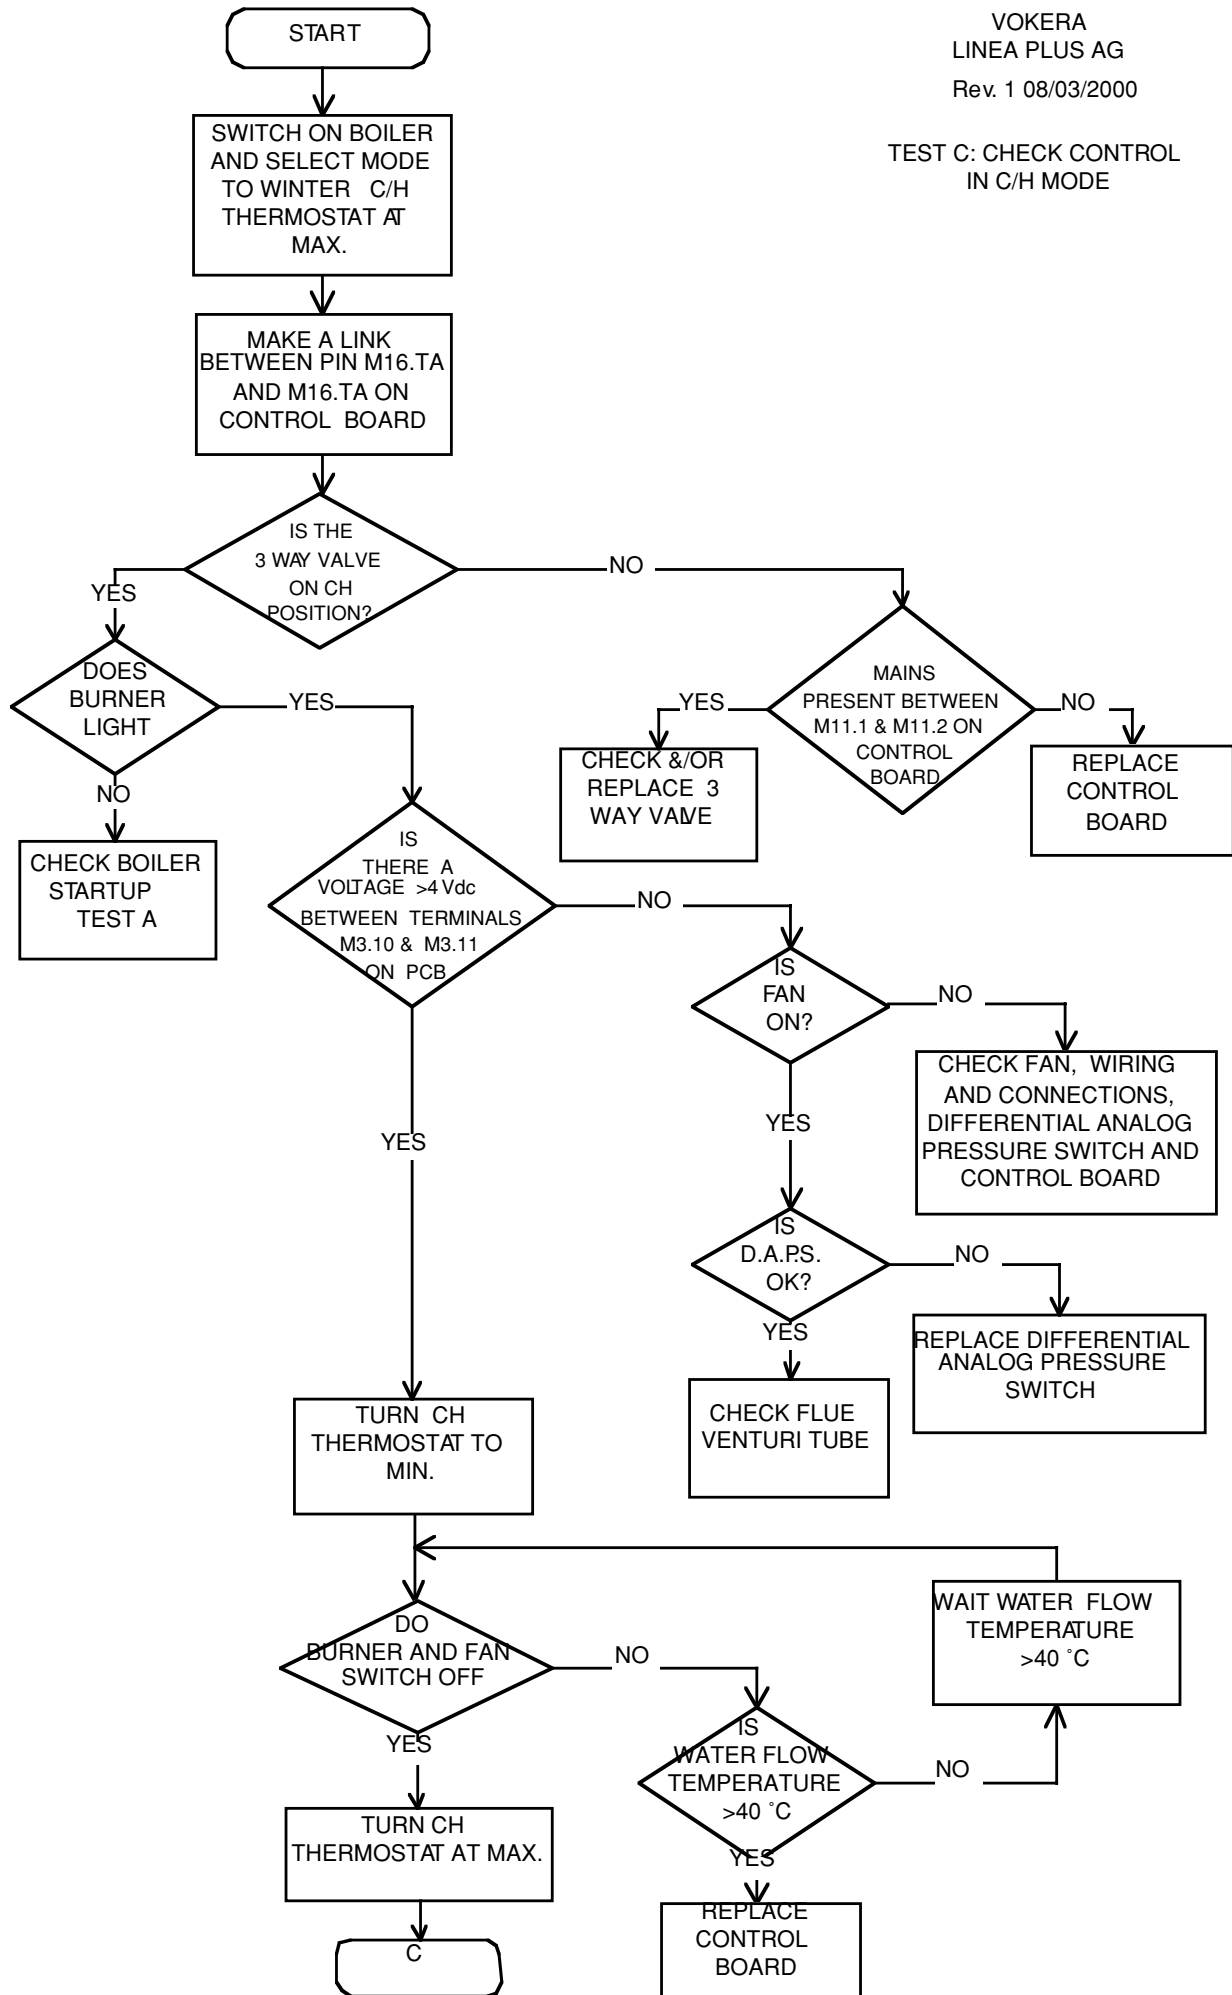 START
VOKERA
LINEA PLUS AG
Rev. 1 08/03/2000
TEST C: CHECK CONTROL
IN C/H MODE
SWITCH ON BOILER
AND SELECT MODE
TO WINTER C/H
THERMOSTAT AT
MAX.
MAKE A LINK
BETWEEN PIN M16.TA
AND M16.TA ON
CONTROL BOARD
IS THE
3 WAY VALVE
ON CH
POSITION?
YES
NO
DOES
BURNER
LIGHT
YES
NO
CHECK BOILER
STARTUP
TEST A
MAINS
PRESENT BETWEEN
M11.1 & M11.2 ON
CONTROL
BOARD
YES
NO
CHECK &/OR
REPLACE 3
WAY VALVE
REPLACE
CONTROL
BOARD
IS
THERE A
VOLTAGE >4 Vdc
BETWEEN TERMINALS
M3.10 & M3.11
ON PCB
NO
YES
IS
FAN
ON?
NO
YES
CHECK FAN, WIRING
AND CONNECTIONS,
DIFFERENTIAL ANALOG
PRESSURE SWITCH AND
CONTROL BOARD
IS
D.A.P.S.
OK?
NO
YES
REPLACE DIFFERENTIAL
ANALOG PRESSURE
SWITCH
CHECK FLUE
VENTURI TUBE
TURN CH
THERMOSTAT TO
MIN.
DO
BURNER AND FAN
SWITCH OFF
NO
YES
WAIT WATER FLOW
TEMPERATURE
>40 °C
IS
WATER FLOW
TEMPERATURE
>40 °C
NO
YES
TURN CH
THERMOSTAT AT MAX.
C
REPLACE
CONTROL
BOARD